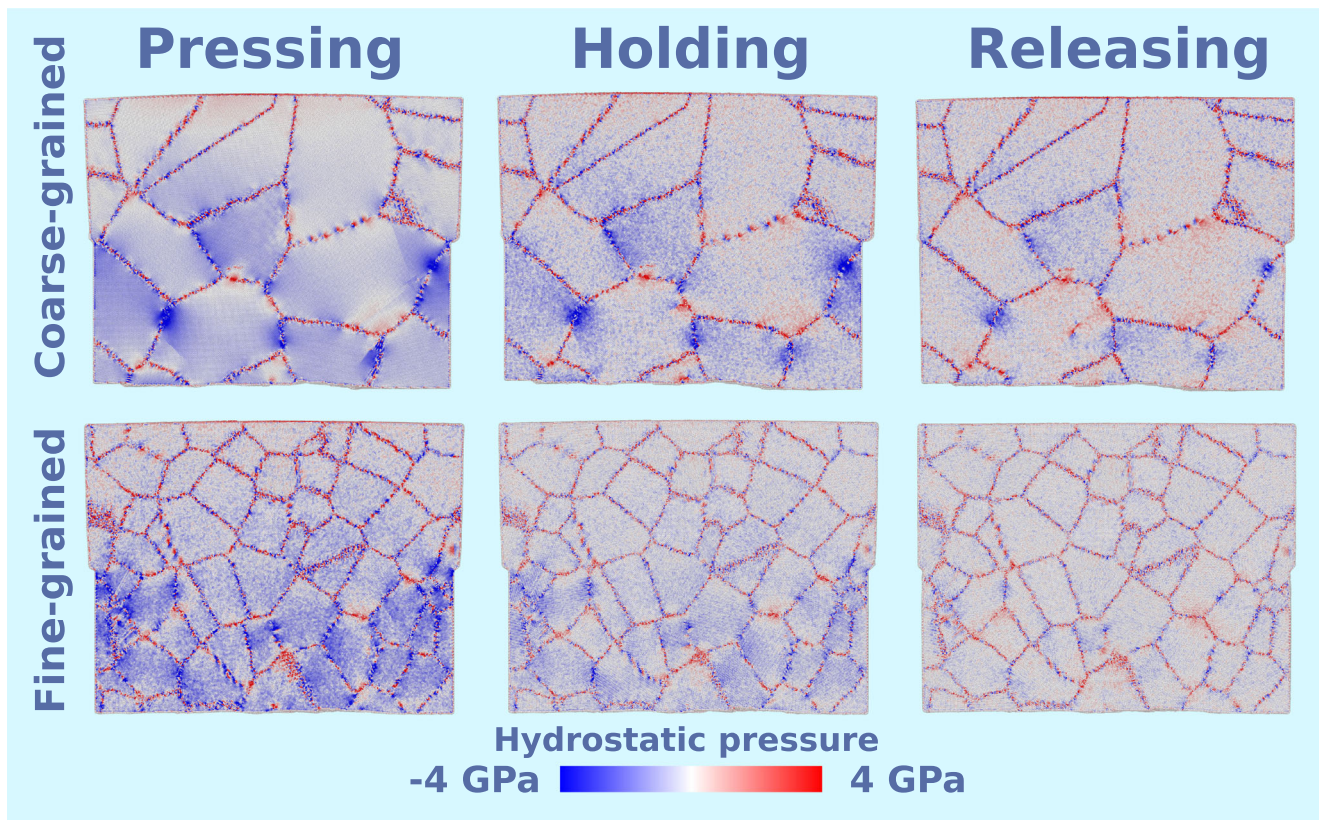 Pressing Holding Releasing
Coarse-grained
Fine-grained
Hydrostatic pressure
-4 GPa 4 GPa